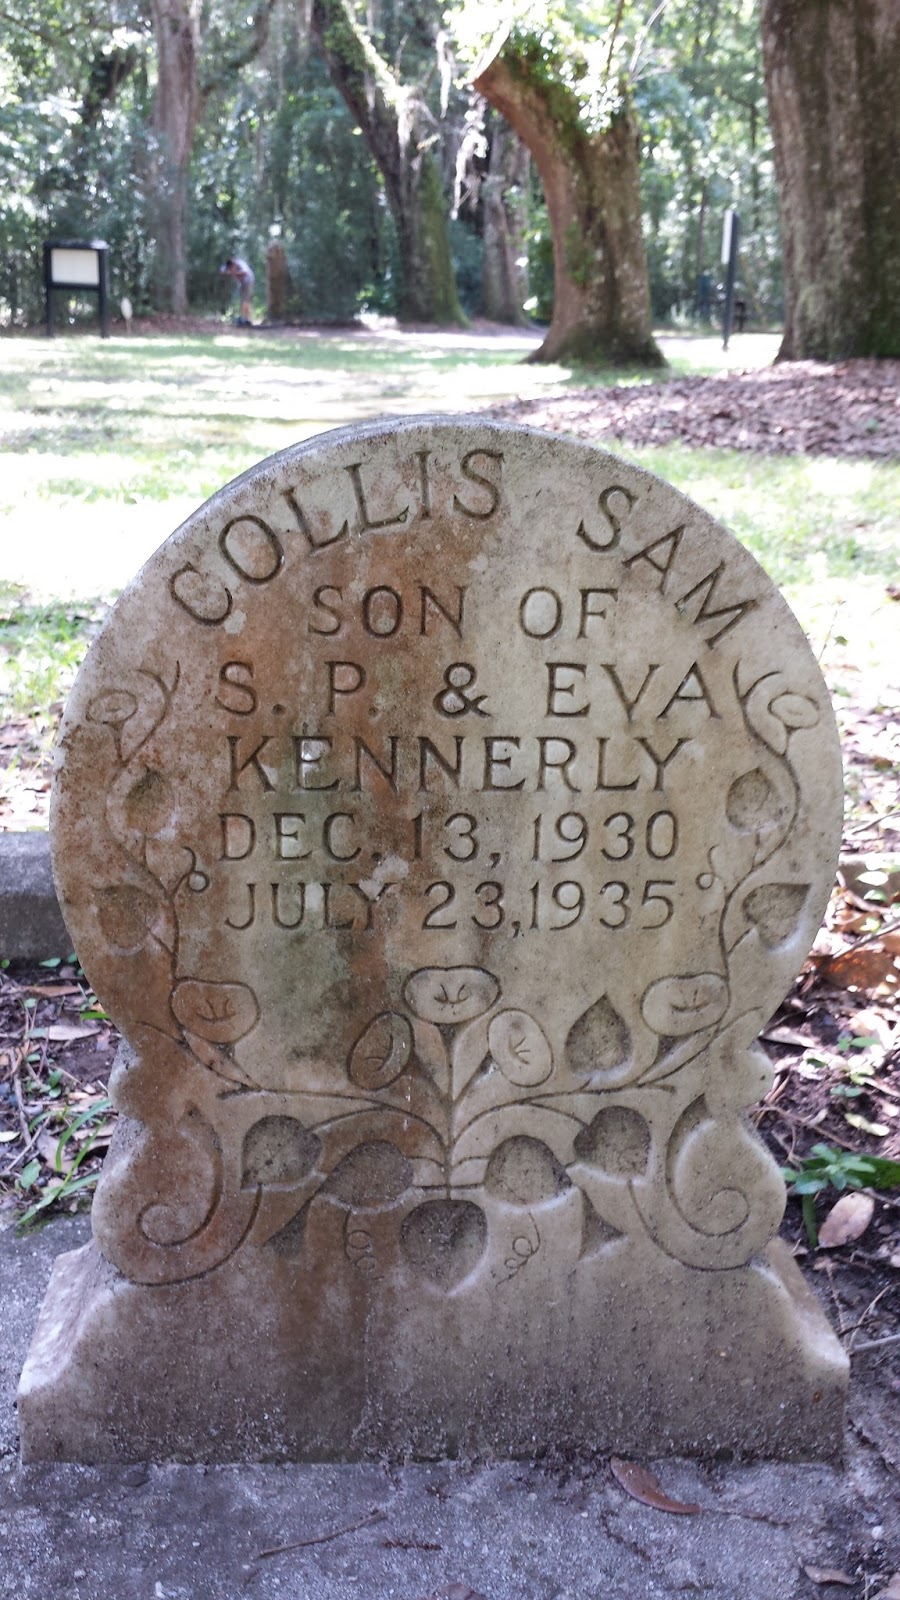 COLLIS SAM
SON OF
S. P. & EVA
KENNERLY
DEC. 13, 1930
JULY 23, 1935